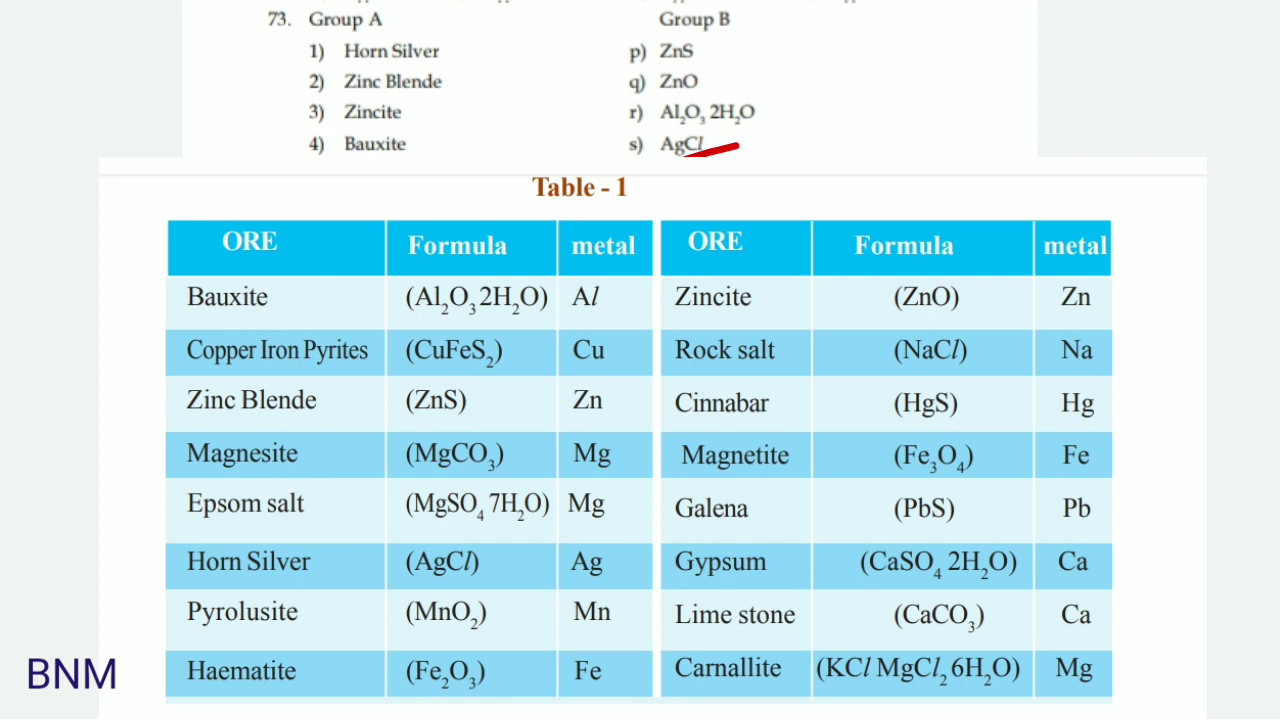 73. Group A Group B
1) Horn Silver p) ZnS
2) Zinc Blende q) ZnO
3) Zincite r) Al₂O₃ 2H₂O
4) Bauxite s) AgCl
Table - 1
ORE Formula metal ORE Formula metal
Bauxite (Al₂O₃ 2H₂O) Al Zincite (ZnO) Zn
Copper Iron Pyrites (CuFeS₂) Cu Rock salt (NaCl) Na
Zinc Blende (ZnS) Zn Cinnabar (HgS) Hg
Magnesite (MgCO₃) Mg Magnetite (Fe₃O₄) Fe
Epsom salt (MgSO₄ 7H₂O) Mg Galena (PbS) Pb
Horn Silver (AgCl) Ag Gypsum (CaSO₄ 2H₂O) Ca
Pyrolusite (MnO₂) Mn Lime stone (CaCO₃) Ca
Haematite (Fe₂O₃) Fe Carnallite (KCl MgCl₂ 6H₂O) Mg
BNM